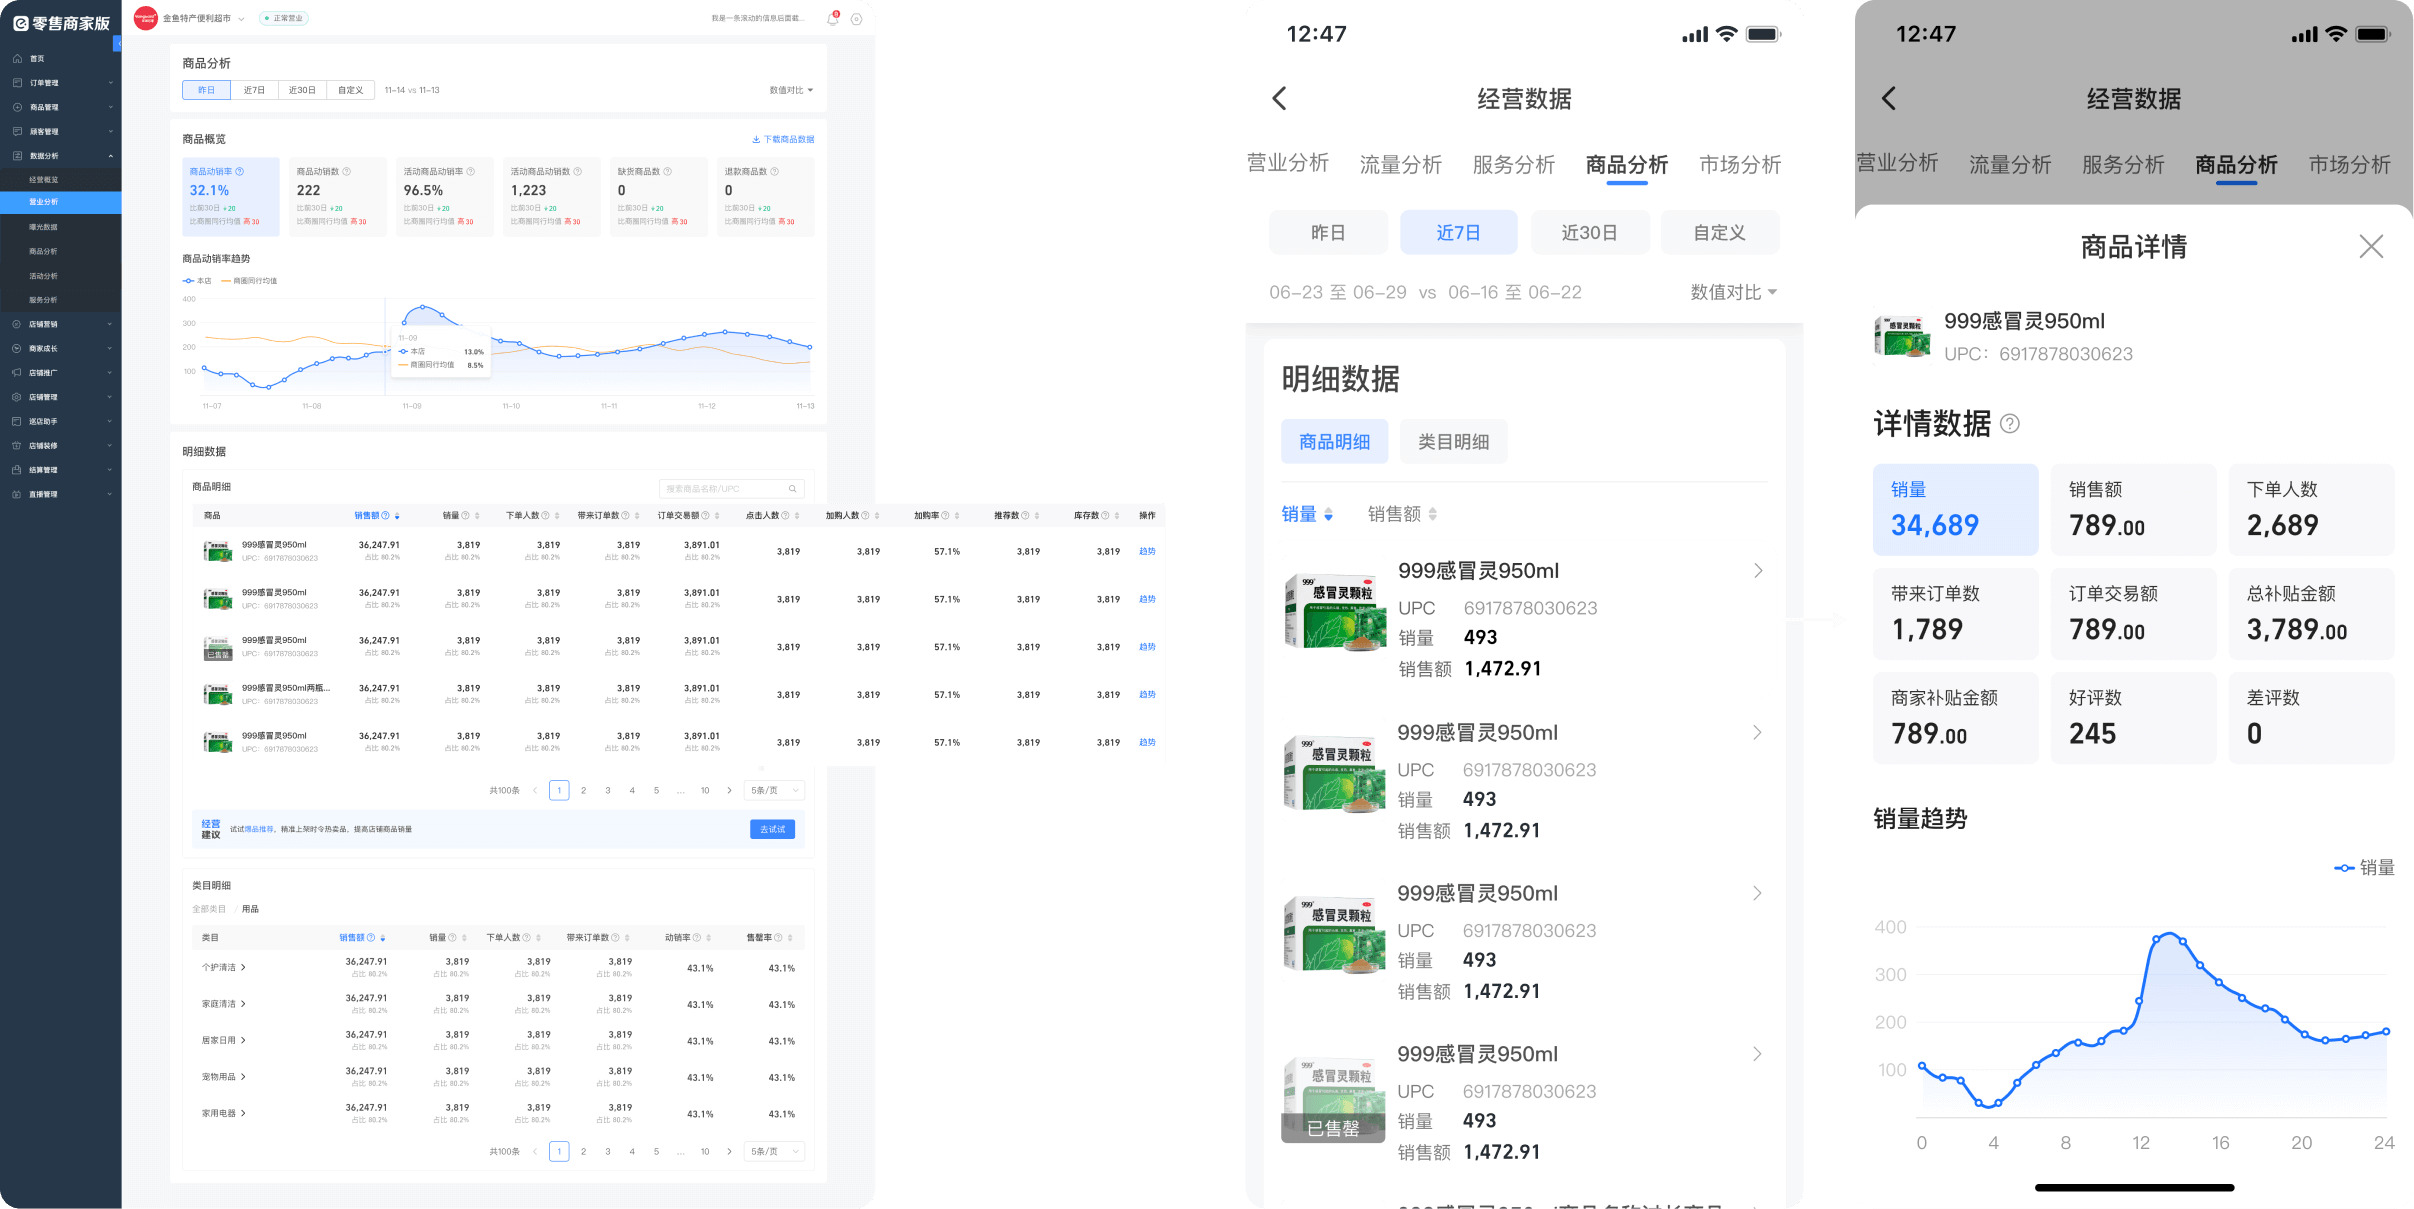 零售商家版
首页
订单管理
商品管理
顾客管理
数据分析
经营概览
营业分析
曝光数据
商品分析
活动分析
服务分析
店铺营销
商家成长
店铺推广
店铺管理
巡店助手
店铺装修
结算管理
直播管理
金鱼特产便利超市
正常营业
我是一条滚动的信息后面载...
商品分析
昨日 近7日 近30日 自定义 11-14 vs 11-13
数值对比
商品概览
下载商品数据
商品动销率 商品动销数 活动商品动销率 活动商品动销数 缺货商品数 退款商品数
32.1% 222 96.5% 1,223 0 0
比前30日 +20 比前30日 +20 比前30日 +20 比前30日 +20 比前30日 +20 比前30日 +20
比商圈同行均值 高30 比商圈同行均值 高30 比商圈同行均值 高30 比商圈同行均值 高30 比商圈同行均值 高30 比商圈同行均值 高30
商品动销率趋势
本店 商圈同行均值
400
300
200
100
11-09
本店 13.0%
商圈同行均值 8.5%
11-07 11-08 11-09 11-10 11-11 11-12 11-13
明细数据
商品明细
搜索商品名称/UPC
商品 销售额 销量 下单人数 带来订单数 订单交易额 点击人数 加购人数 加购率 推荐数 库存数 操作
999感冒灵950ml 36,247.91 3,819 3,819 3,819 3,891.01 3,819 3,819 57.1% 3,819 3,819 趋势
UPC：6917878030623 占比 80.2% 占比 80.2% 占比 80.2% 占比 80.2% 占比 80.2%
999感冒灵950ml 36,247.91 3,819 3,819 3,819 3,891.01 3,819 3,819 57.1% 3,819 3,819 趋势
UPC：6917878030623 占比 80.2% 占比 80.2% 占比 80.2% 占比 80.2% 占比 80.2%
999感冒灵950ml 36,247.91 3,819 3,819 3,819 3,891.01 3,819 3,819 57.1% 3,819 3,819 趋势
已售罄 UPC：6917878030623 占比 80.2% 占比 80.2% 占比 80.2% 占比 80.2% 占比 80.2%
999感冒灵950ml两瓶... 36,247.91 3,819 3,819 3,819 3,891.01 3,819 3,819 57.1% 3,819 3,819 趋势
UPC：6917878030623 占比 80.2% 占比 80.2% 占比 80.2% 占比 80.2% 占比 80.2%
999感冒灵950ml 36,247.91 3,819 3,819 3,819 3,891.01 3,819 3,819 57.1% 3,819 3,819 趋势
UPC：6917878030623 占比 80.2% 占比 80.2% 占比 80.2% 占比 80.2% 占比 80.2%
共100条 1 2 3 4 5 ... 10 5条/页
经营建议 试试爆品推荐，精准上架时令热卖品，提高店铺商品销量 去试试
类目明细
全部类目 / 用品
类目 销售额 销量 下单人数 带来订单数 动销率 售罄率
个护清洁 36,247.91 3,819 3,819 3,819 43.1% 43.1%
占比 80.2% 占比 80.2% 占比 80.2% 占比 80.2%
家庭清洁 36,247.91 3,819 3,819 3,819 43.1% 43.1%
占比 80.2% 占比 80.2% 占比 80.2% 占比 80.2%
居家日用 36,247.91 3,819 3,819 3,819 43.1% 43.1%
占比 80.2% 占比 80.2% 占比 80.2% 占比 80.2%
宠物用品 36,247.91 3,819 3,819 3,819 43.1% 43.1%
占比 80.2% 占比 80.2% 占比 80.2% 占比 80.2%
家用电器 36,247.91 3,819 3,819 3,819 43.1% 43.1%
占比 80.2% 占比 80.2% 占比 80.2% 占比 80.2%
共100条 1 2 3 4 5 ... 10 5条/页
12:47
经营数据
营业分析 流量分析 服务分析 商品分析 市场分析
昨日 近7日 近30日 自定义
06-23 至 06-29 vs 06-16 至 06-22 数值对比
明细数据
商品明细 类目明细
销量 销售额
999 感冒灵颗粒
999感冒灵950ml
UPC 6917878030623
销量 493
销售额 1,472.91
999 感冒灵颗粒
999感冒灵950ml
UPC 6917878030623
销量 493
销售额 1,472.91
999 感冒灵颗粒
999感冒灵950ml
UPC 6917878030623
销量 493
销售额 1,472.91
999 感冒灵颗粒
已售罄
999感冒灵950ml
UPC 6917878030623
销量 493
销售额 1,472.91
12:47
经营数据
营业分析 流量分析 服务分析 商品分析 市场分析
商品详情
999感冒灵950ml
UPC：6917878030623
详情数据
销量 销售额 下单人数
34,689 789.00 2,689
带来订单数 订单交易额 总补贴金额
1,789 789.00 3,789.00
商家补贴金额 好评数 差评数
789.00 245 0
销量趋势
销量
400
300
200
100
0 4 8 12 16 20 24